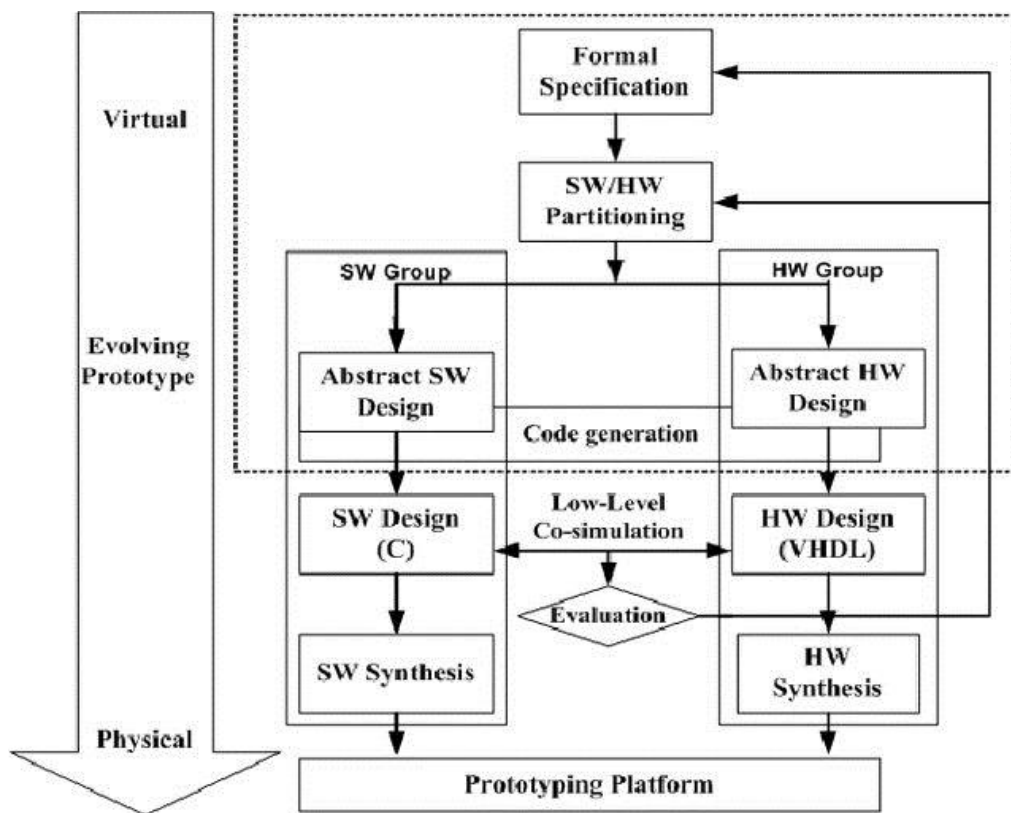 Formal
Specification
Virtual
SW/HW
Partitioning
SW Group
HW Group
Evolving
Prototype
Abstract SW
Design
Abstract HW
Design
Code generation
SW Design
(C)
Low-Level
Co-simulation
HW Design
(VHDL)
Evaluation
SW Synthesis
HW
Synthesis
Physical
Prototyping Platform